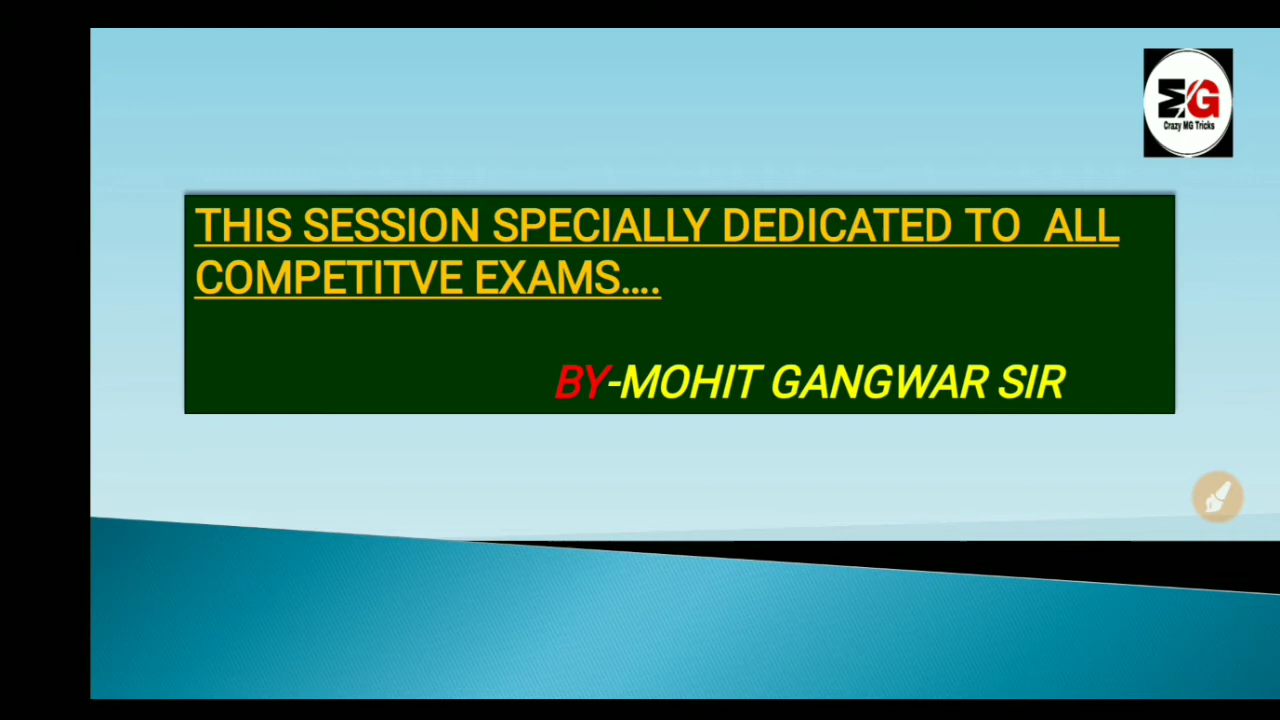 MG
Crazy MG Tricks
THIS SESSION SPECIALLY DEDICATED TO ALL
COMPETITVE EXAMS....
BY-MOHIT GANGWAR SIR